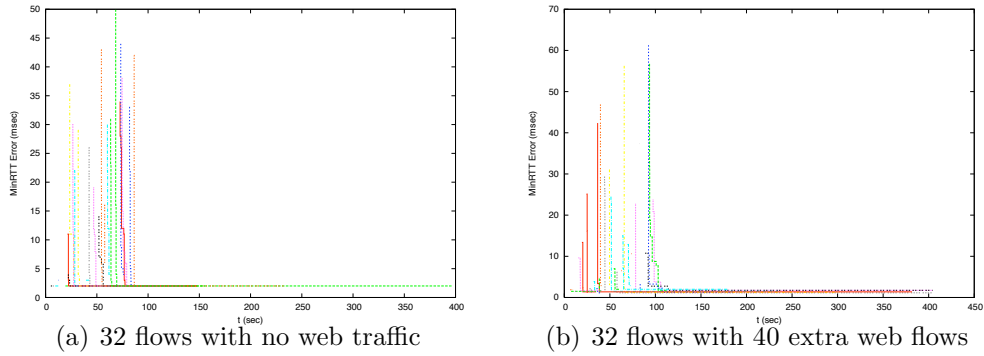 50
45
40
35
30
25
20
15
10
5
0
MinRTT Error (msec)
0 50 100 150 200 250 300 350 400
t (sec)
(a) 32 flows with no web traffic
70
60
50
40
30
20
10
0
MinRTT Error (msec)
0 50 100 150 200 250 300 350 400 450
t (sec)
(b) 32 flows with 40 extra web flows